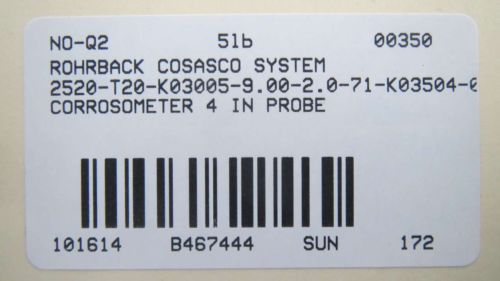 NO-Q2 51b 00350
ROHRBACK COSASCO SYSTEM
2520-T20-K03005-9.00-2.0-71-K03504-
CORROSOMETER 4 IN PROBE
101614 B467444 SUN 172